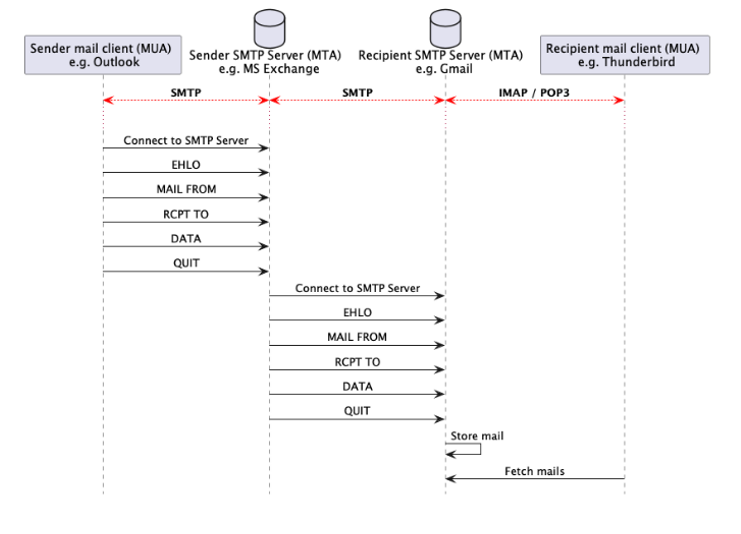 Sender mail client (MUA)
e.g. Outlook
Sender SMTP Server (MTA)
e.g. MS Exchange
Recipient SMTP Server (MTA)
e.g. Gmail
Recipient mail client (MUA)
e.g. Thunderbird
SMTP
SMTP
IMAP / POP3
Connect to SMTP Server
EHLO
MAIL FROM
RCPT TO
DATA
QUIT
Connect to SMTP Server
EHLO
MAIL FROM
RCPT TO
DATA
QUIT
Store mail
Fetch mails